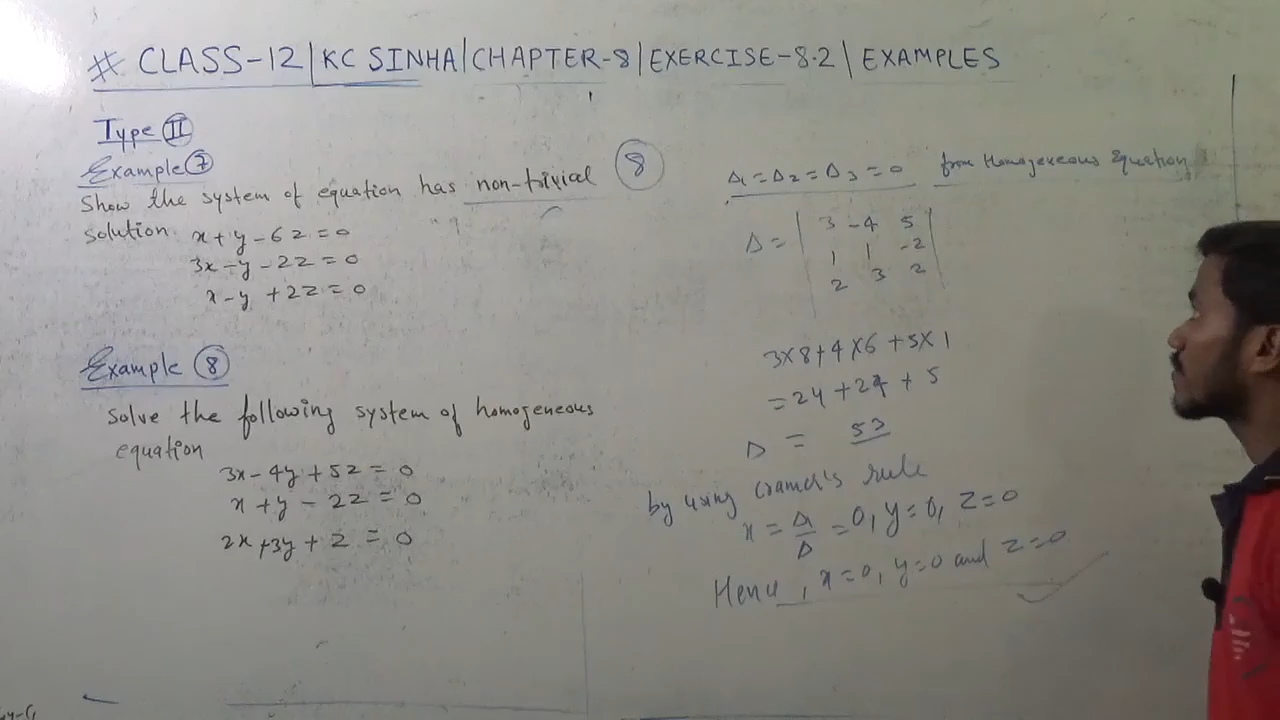 # CLASS-12 | KC SINHA | CHAPTER-8 | EXERCISE-8.2 | EXAMPLES
Type II
Example 7
Show the system of equation has non-trivial
solution.
x + y - 6z = 0
3x - y - 2z = 0
x - y + 2z = 0
Example 8
Solve the following system of homogeneous
equation
3x - 4y + 5z = 0
x + y - 2z = 0
2x + 3y + z = 0
8
Δ1 = Δ2 = Δ3 = 0 from Homogeneous Equation
Δ = | 3 -4 5 |
1 1 -2
2 3 2
3×8 + 4×6 + 5×1
= 24 + 24 + 5
Δ = 53
by using cramer's rule
x = Δ1/Δ = 0, y = 0, z = 0
Hence, x = 0, y = 0 and z = 0